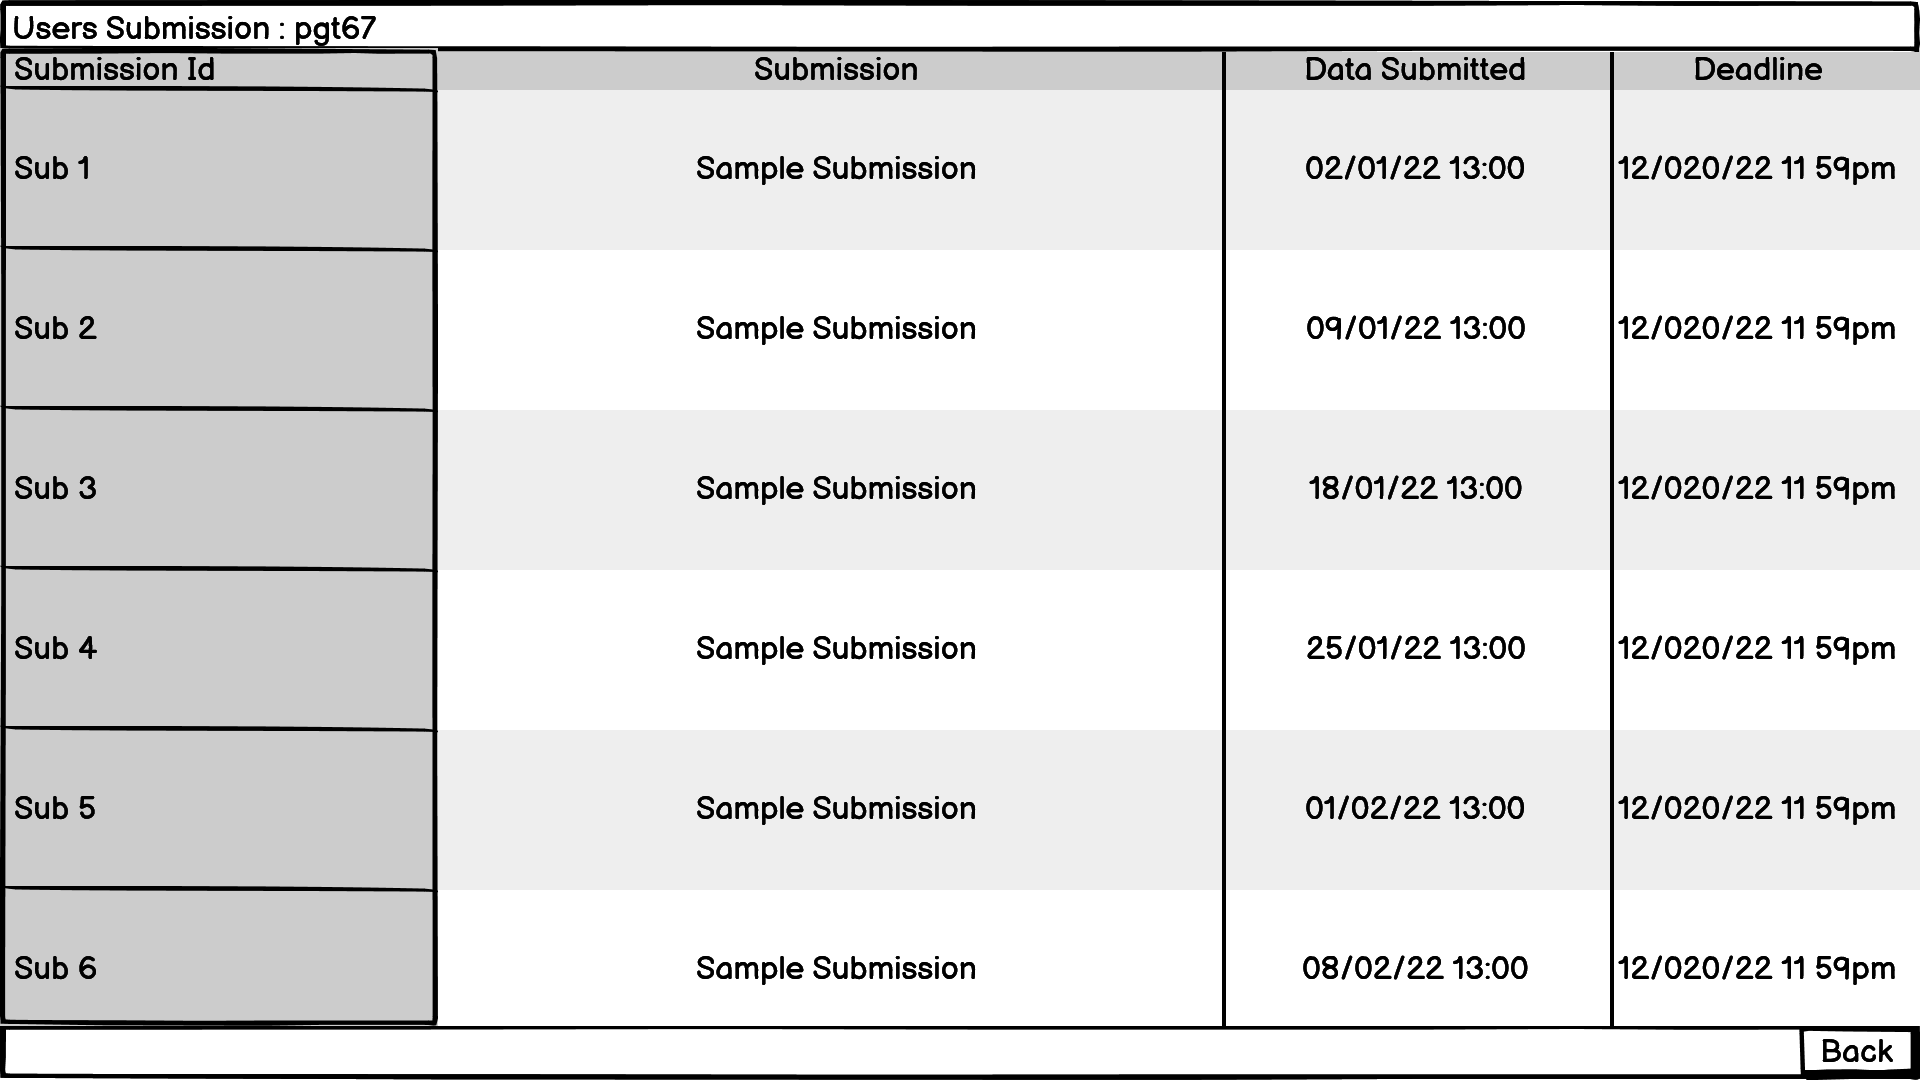 Users Submission : pgt67
Submission Id Submission Data Submitted Deadline
Sub 1 Sample Submission 02/01/22 13:00 12/020/22 11 59pm
Sub 2 Sample Submission 09/01/22 13:00 12/020/22 11 59pm
Sub 3 Sample Submission 18/01/22 13:00 12/020/22 11 59pm
Sub 4 Sample Submission 25/01/22 13:00 12/020/22 11 59pm
Sub 5 Sample Submission 01/02/22 13:00 12/020/22 11 59pm
Sub 6 Sample Submission 08/02/22 13:00 12/020/22 11 59pm
Back